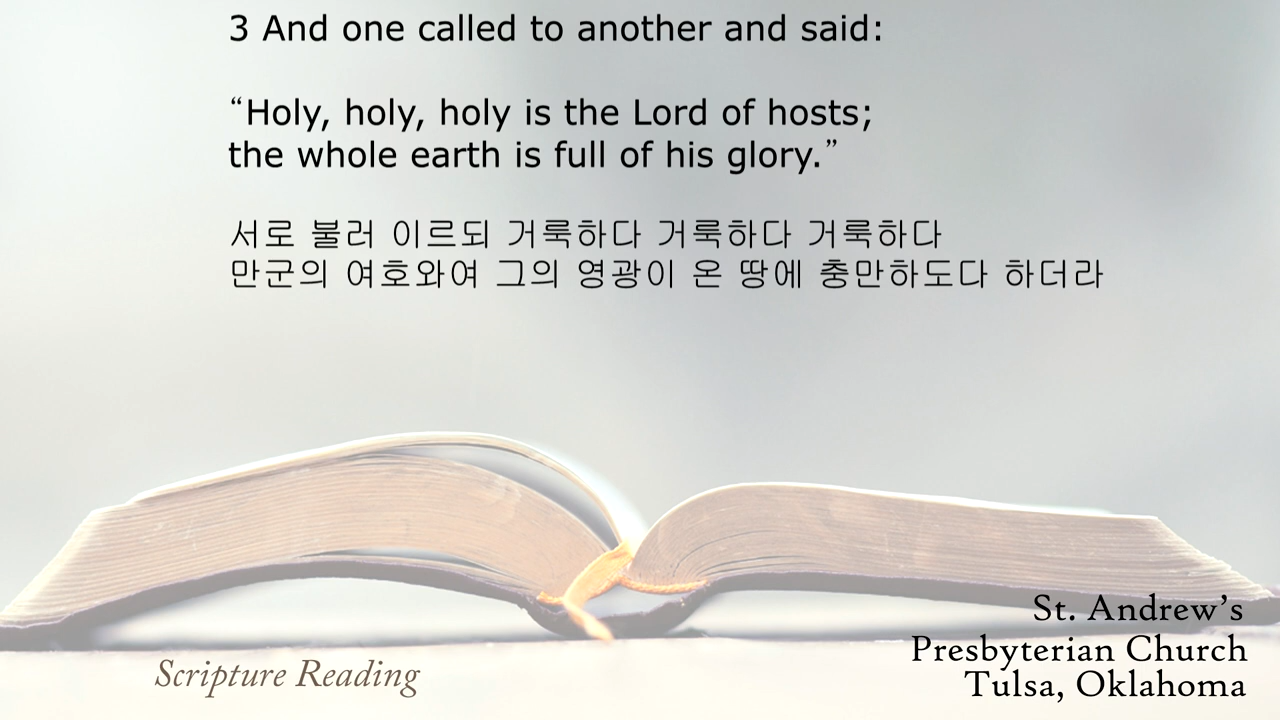 3 And one called to another and said:
“Holy, holy, holy is the Lord of hosts;
the whole earth is full of his glory.”
서로 불러 이르되 거룩하다 거룩하다 거룩하다
만군의 여호와여 그의 영광이 온 땅에 충만하도다 하더라
St. Andrew’s
Presbyterian Church
Tulsa, Oklahoma
Scripture Reading